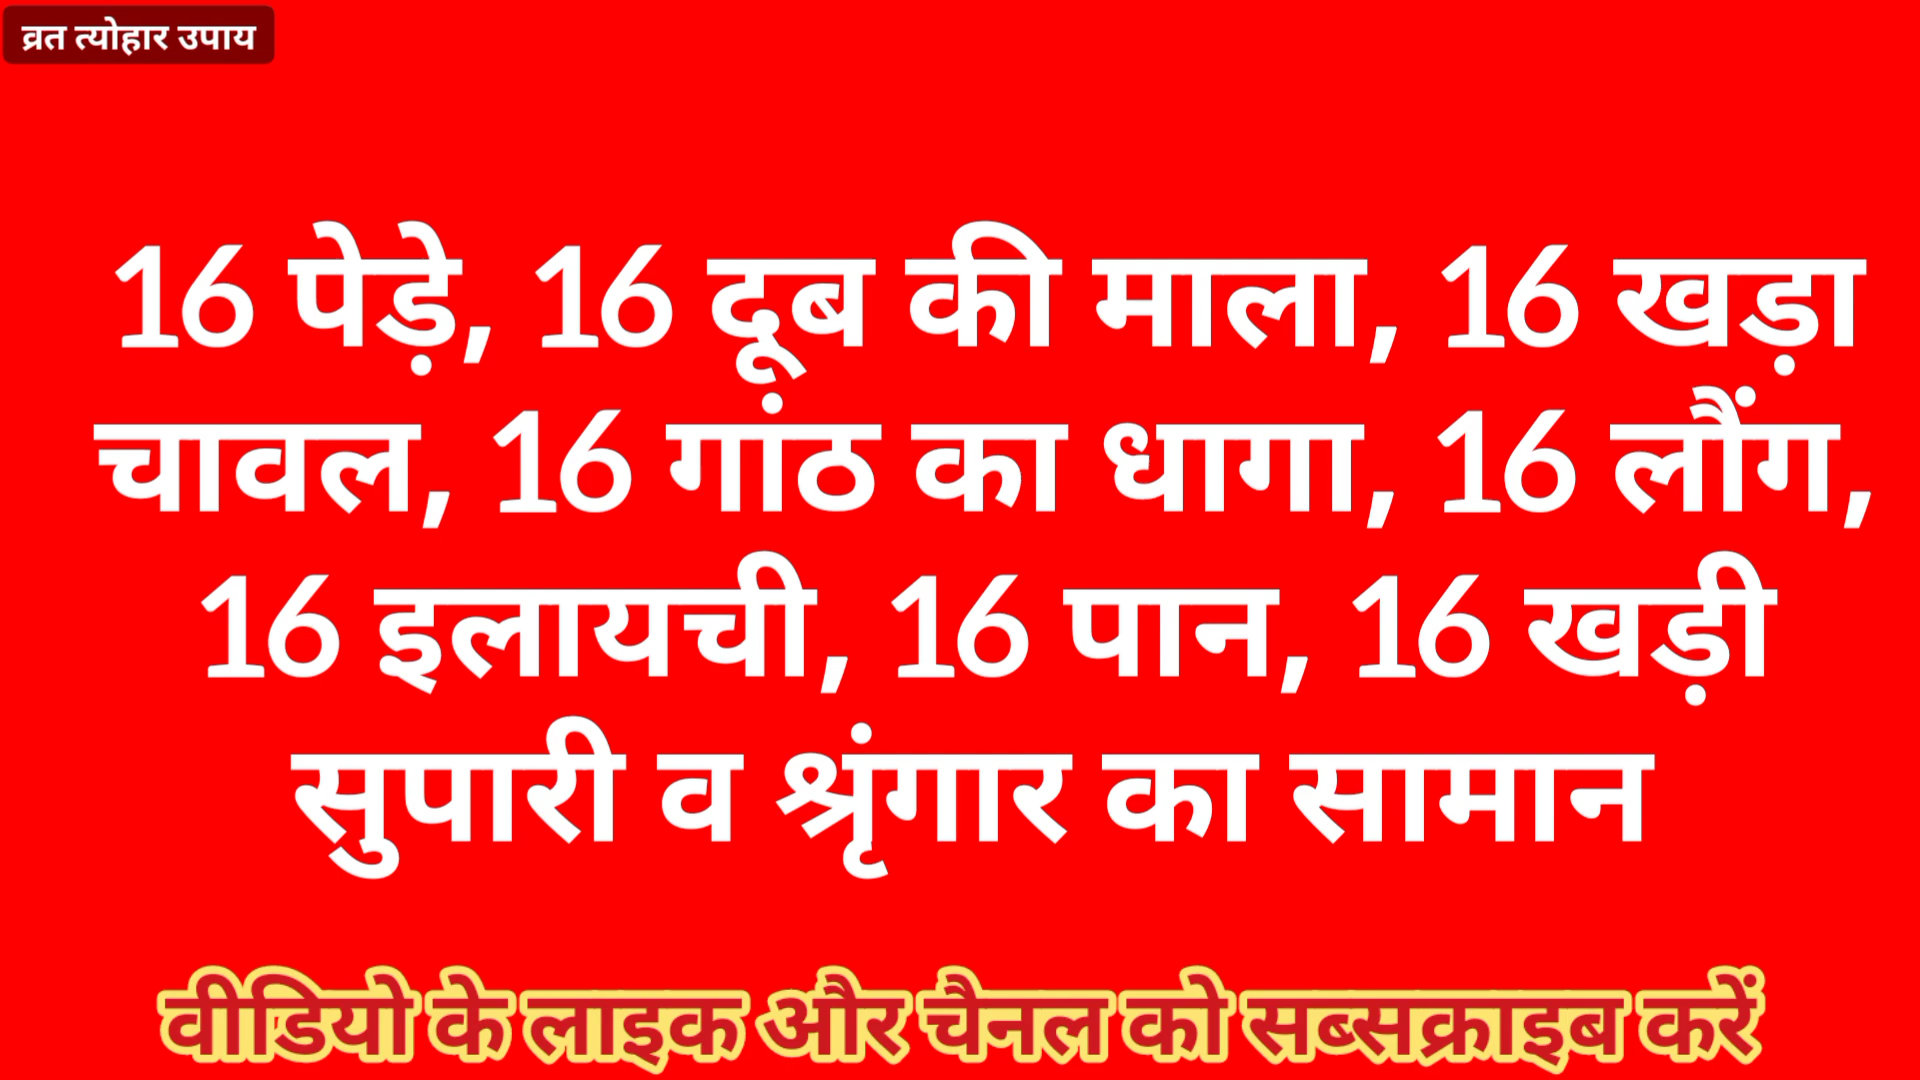 व्रत त्योहार उपाय
16 पेड़े, 16 दूब की माला, 16 खड़ा
चावल, 16 गांठ का धागा, 16 लौंग,
16 इलायची, 16 पान, 16 खड़ी
सुपारी व श्रृंगार का सामान
वीडियो के लाइक और चैनल को सब्सक्राइब करें